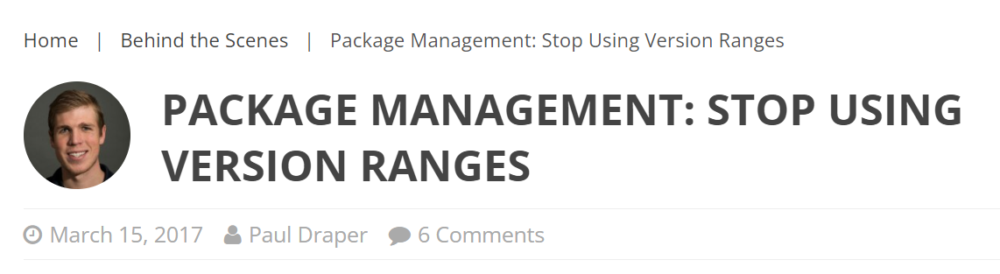 Home | Behind the Scenes | Package Management: Stop Using Version Ranges
PACKAGE MANAGEMENT: STOP USING
VERSION RANGES
March 15, 2017 Paul Draper 6 Comments